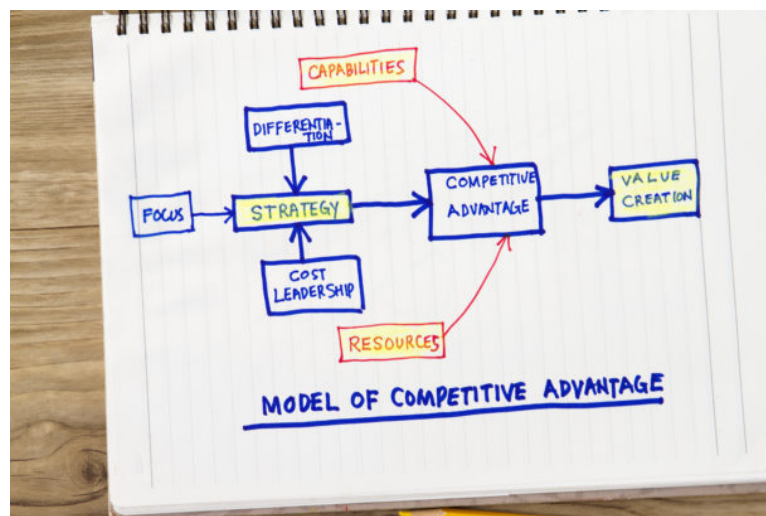 CAPABILITIES
DIFFERENTIA-
TION
FOCUS
STRATEGY
COMPETITIVE
ADVANTAGE
VALUE
CREATION
COST
LEADERSHIP
RESOURCES
MODEL OF COMPETITIVE ADVANTAGE